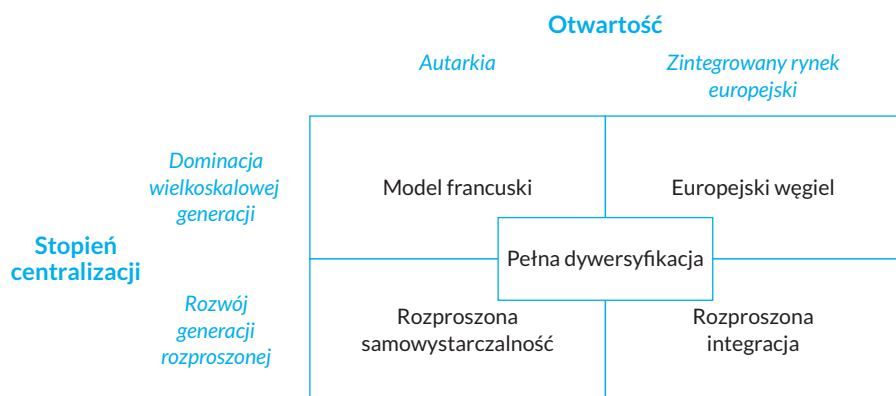 Otwartość
Autarkia
Zintegrowany rynek
europejski
Dominacja
wielkoskalowej
generacji
Model francuski
Europejski węgiel
Stopień
centralizacji
Pełna dywersyfikacja
Rozwój
generacji
rozproszonej
Rozproszona
samowystarczalność
Rozproszona
integracja